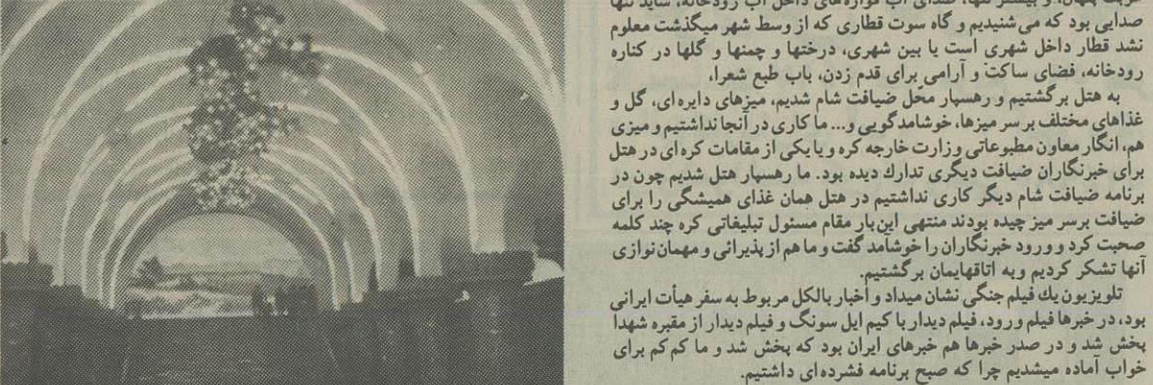 صدایی بود که می‌شنیدیم و گاه سوت قطاری که از وسط شهر میگذشت معلوم
نشد قطار داخل شهری است یا بین شهری، درختها و چمنها و گلها در کناره
رودخانه، فضای ساکت و آرامی برای قدم زدن، باب طبع شعرا،
به هتل برگشتیم و رهسپار محل ضیافت شام شدیم، میزهای دایره‌ای، گل و
غذاهای مختلف بر سر میزها، خوشامدگویی و... ما کاری در آنجا نداشتیم و میزی
هم، انگار معاون مطبوعاتی وزارت خارجه کره و یا یکی از مقامات کره‌ای در هتل
برای خبرنگاران ضیافت دیگری تدارك دیده بود. ما رهسپار هتل شدیم چون در
برنامه ضیافت شام دیگر کاری نداشتیم در هتل همان غذای همیشگی را برای
ضیافت برسر میز چیده بودند منتهی این‌بار مقام مسئول تبلیغاتی کره چند کلمه
صحبت کرد و ورود خبرنگاران را خوشامد گفت و ما هم از پذیرائی و مهمان‌نوازی
آنها تشکر کردیم وبه اتاقهایمان برگشتیم.
تلویزیون یك فیلم جنگی نشان میداد و اخبار بالکل مربوط به سفر هیأت ایرانی
بود، در خبرها فیلم ورود، فیلم دیدار با کیم ایل سونگ و فیلم دیدار از مقبره شهدا
پخش شد و در صدر خبرها هم خبرهای ایران بود که پخش شد و ما کم کم برای
خواب آماده میشدیم چرا که صبح برنامه فشرده‌ای داشتیم.